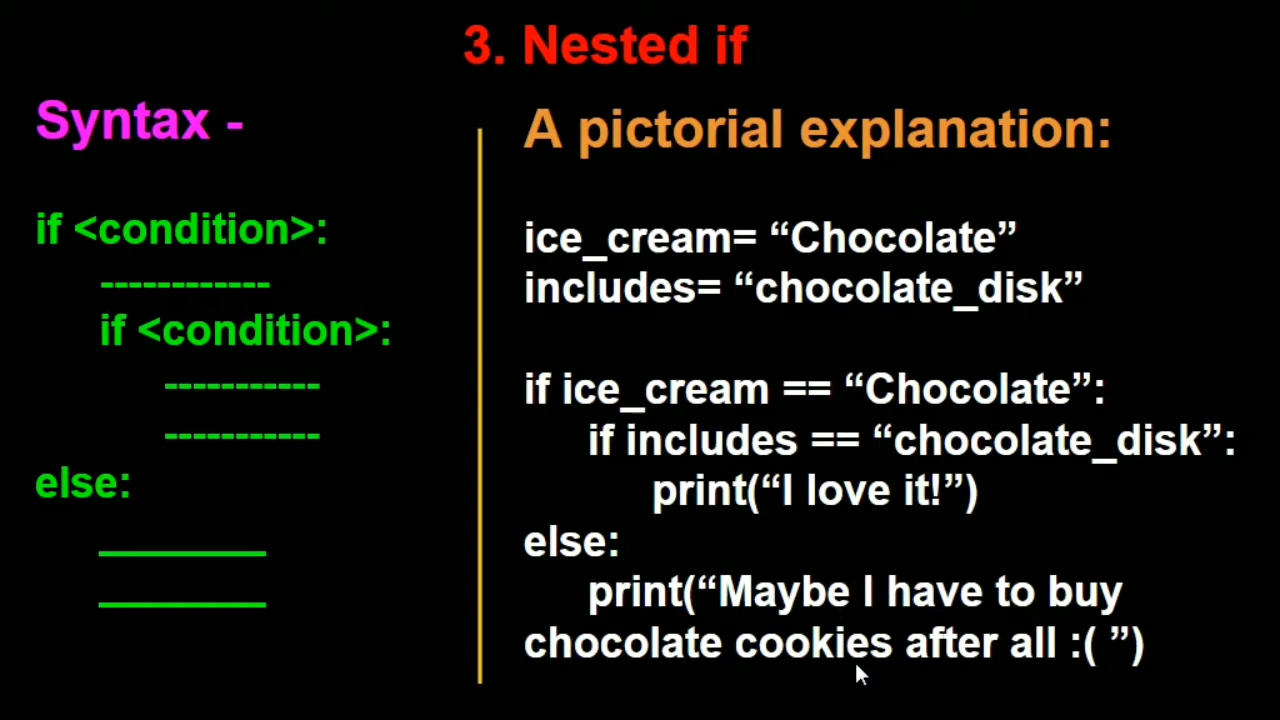 3. Nested if
Syntax -
if <condition>:
------------
if <condition>:
-----------
-----------
else:
A pictorial explanation:
ice_cream= “Chocolate”
includes= “chocolate_disk”
if ice_cream == “Chocolate”:
if includes == “chocolate_disk”:
print(“I love it!”)
else:
print(“Maybe I have to buy
chocolate cookies after all :( ”)